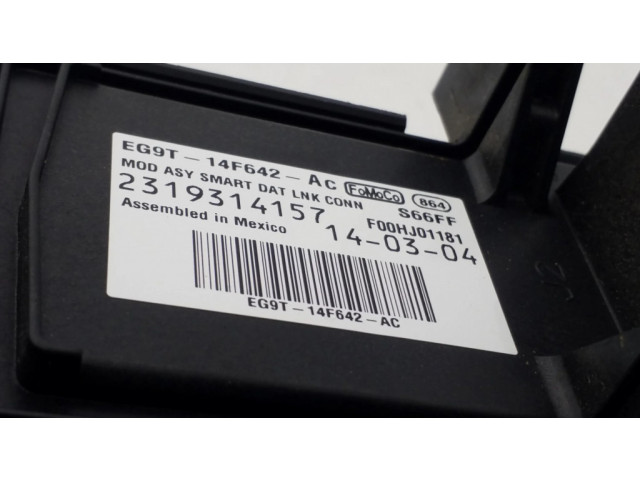 EG9T-14F642-AC FoMoCo 864
MOD ASY SMART DAT LNK CONN S66FF
2319314157 F00HJ01181
Assembled in Mexico 14-03-04
EG9T-14F642-AC